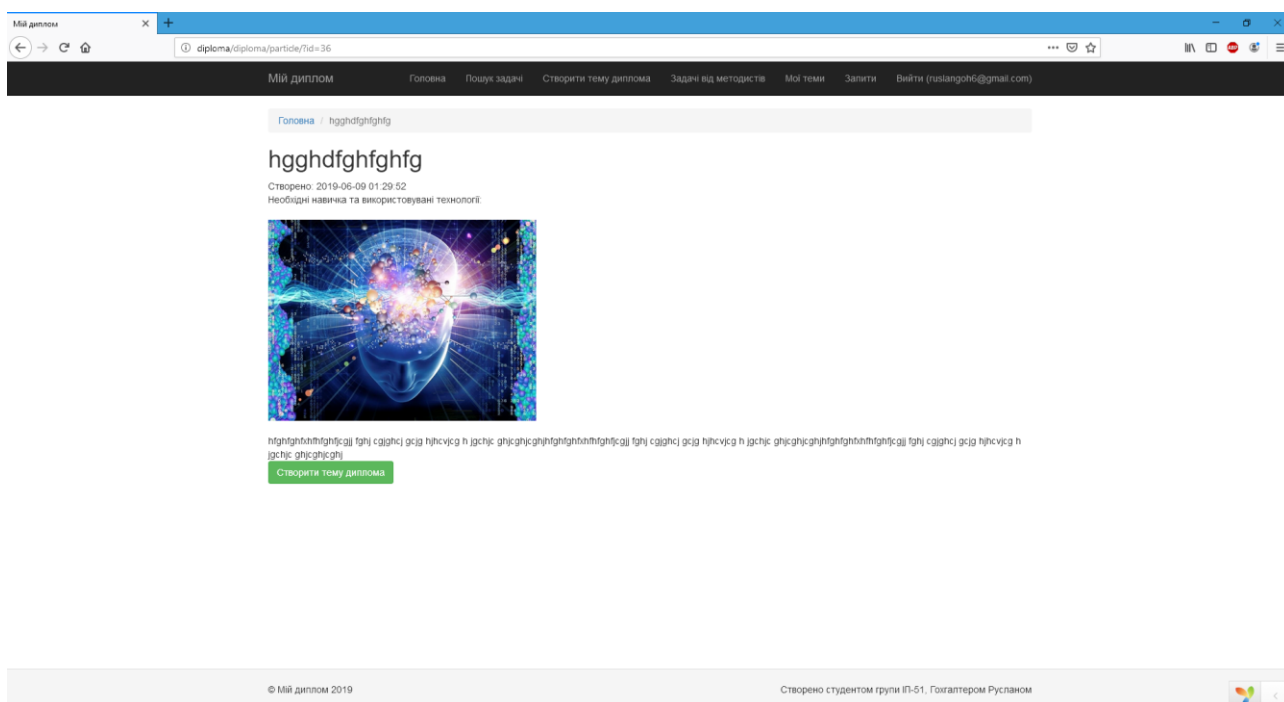 Мій диплом
diploma/diploma/particle/?id=36
Мій диплом Головна Пошук задачі Створити тему диплома Задачі від методистів Мої теми Запити Вийти (ruslangoh6@gmail.com)
Головна / hgghdfghfghfg
hgghdfghfghfg
Створено: 2019-06-09 01:29:52
Необхідні навичка та використовувані технології:
hfghfghfxhfhfghfjcgjj fghj cgjghcj gcjg hjhcvjcg h jgchjc ghjcghjcghjhfghfghfxhfhfghfjcgjj fghj cgjghcj gcjg hjhcvjcg h jgchjc ghjcghjcghjhfghfghfxhfhfghfjcgjj fghj cgjghcj gcjg hjhcvjcg h
jgchjc ghjcghjcghj
Створити тему диплома
© Мій диплом 2019 Створено студентом групи ІП-51, Гохгалтером Русланом